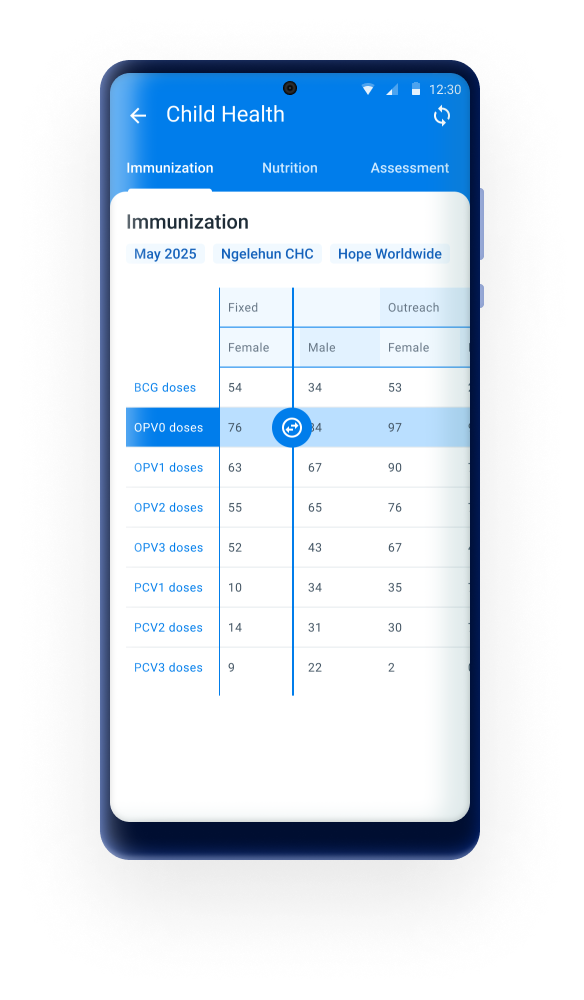 12:30
Child Health
Immunization Nutrition Assessment
Immunization
May 2025 Ngelehun CHC Hope Worldwide
Fixed Outreach
Female Male Female
BCG doses 54 34 53
OPV0 doses 76 97
OPV1 doses 63 67 90
OPV2 doses 55 65 76
OPV3 doses 52 43 67
PCV1 doses 10 34 35
PCV2 doses 14 31 30
PCV3 doses 9 22 2